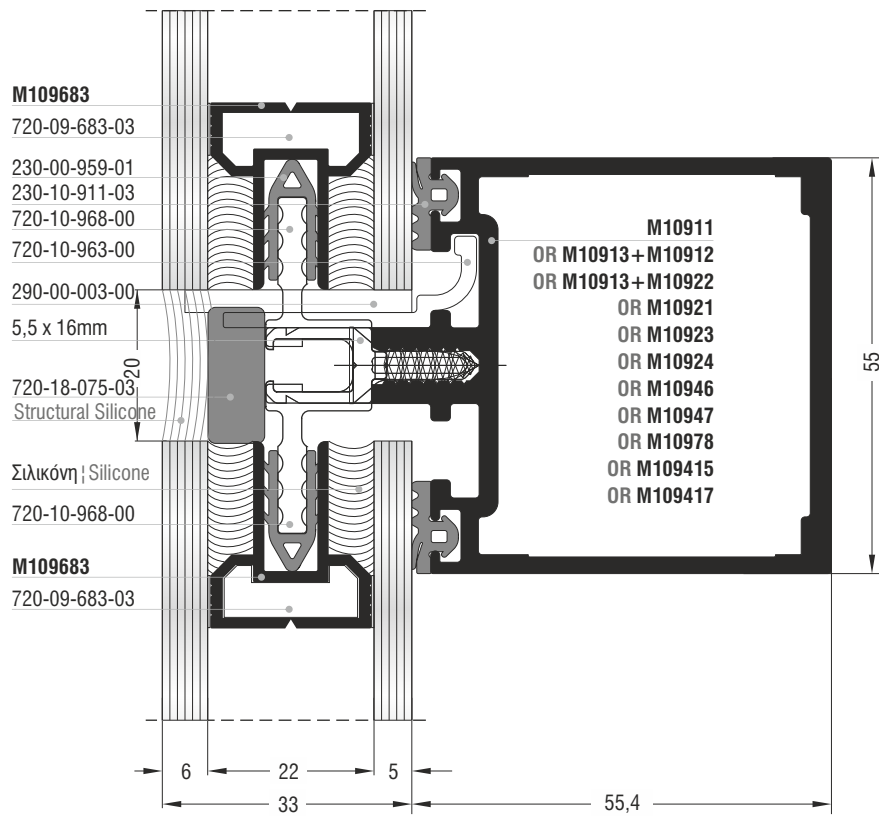 M109683
720-09-683-03
230-00-959-01
230-10-911-03
720-10-968-00
720-10-963-00
290-00-003-00
5,5 x 16mm
20
720-18-075-03
Structural Silicone
Σιλικόνη ¦ Silicone
720-10-968-00
M109683
720-09-683-03
M10911
OR M10913+M10912
OR M10913+M10922
OR M10921
OR M10923
OR M10924
OR M10946
OR M10947
OR M10978
OR M109415
OR M109417
55
6 22 5
33 55,4